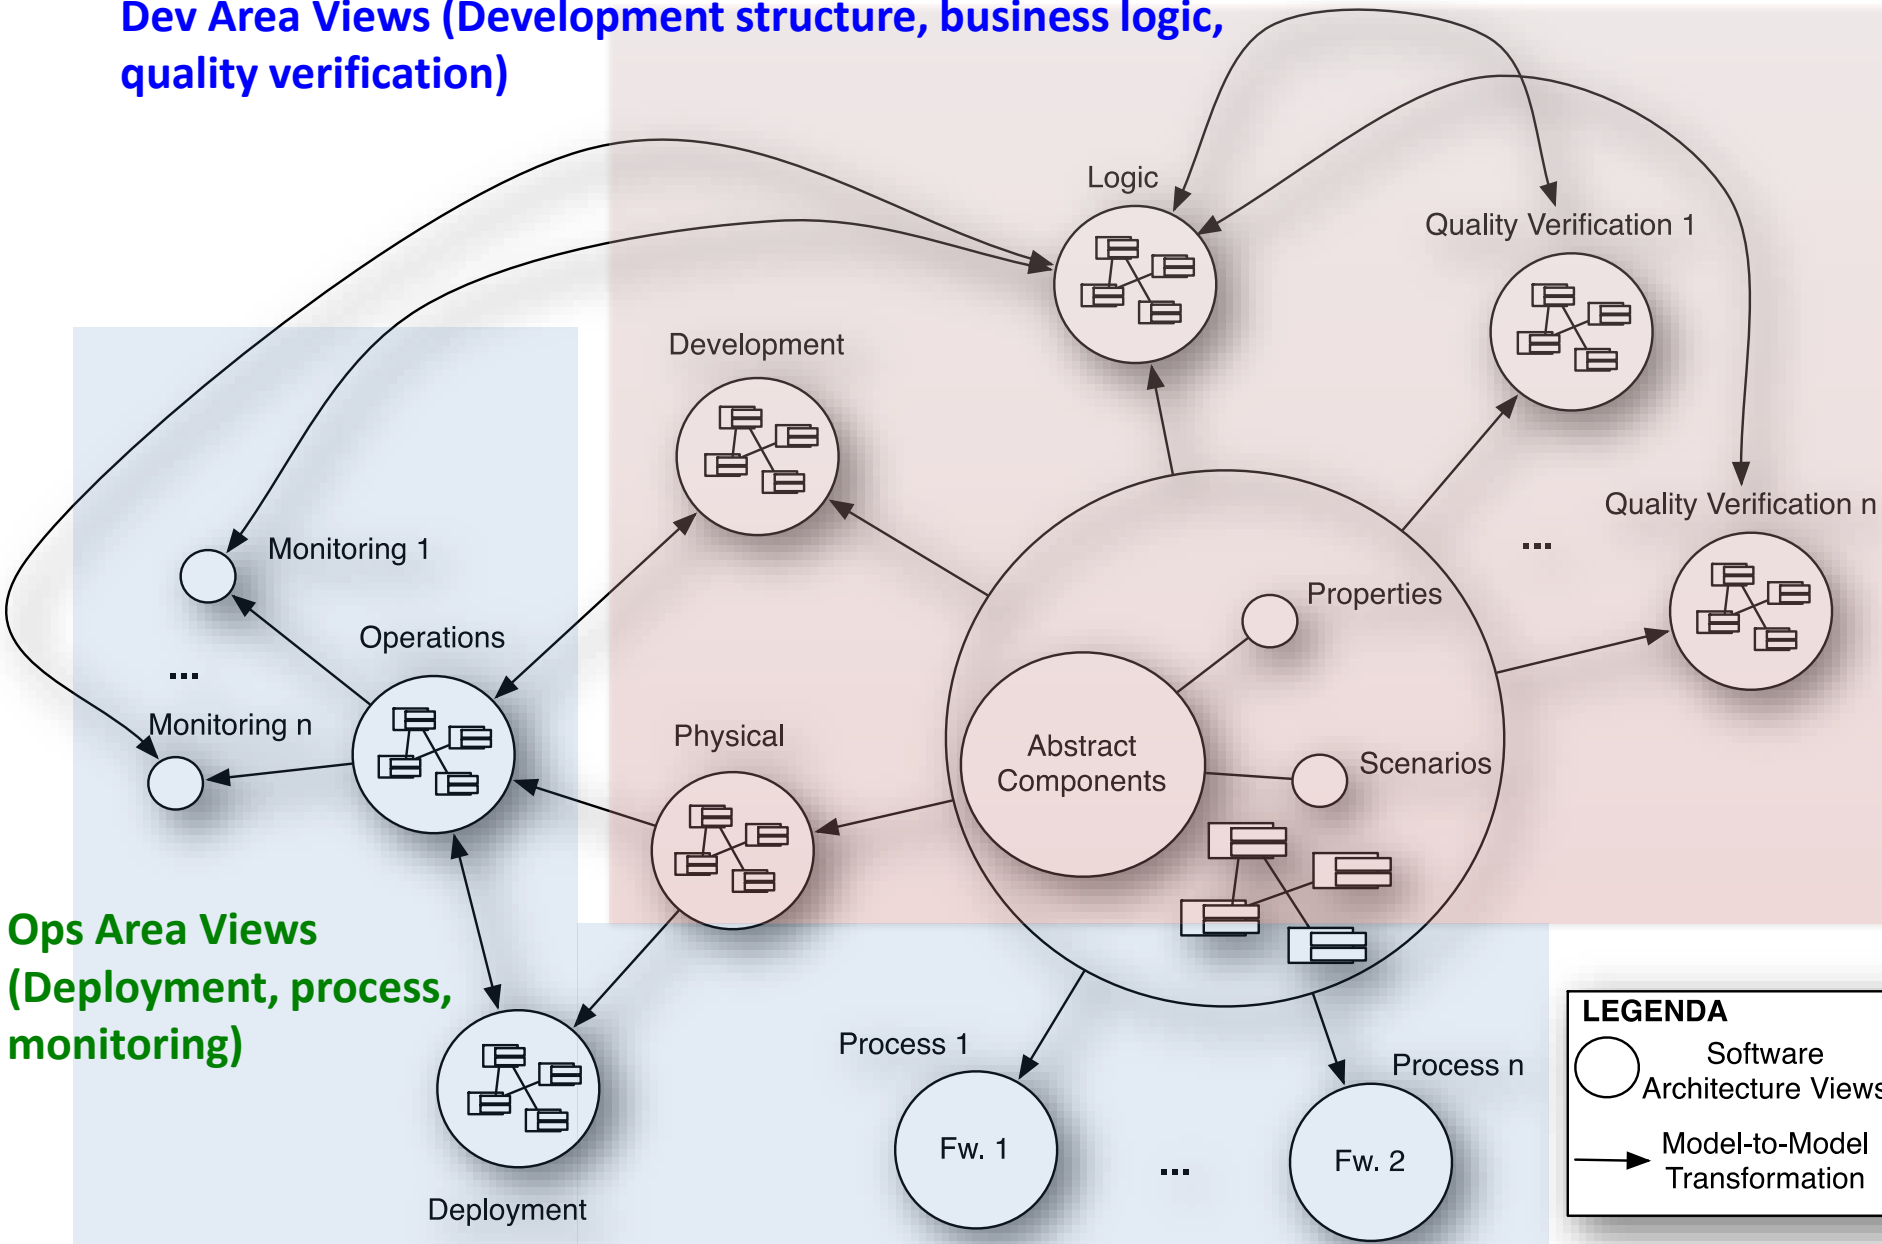 Dev Area Views (Development structure, business logic,
quality verification)
Logic
Quality Verification 1
Development
Quality Verification n
...
Monitoring 1
Properties
Operations
...
Monitoring n
Physical
Abstract
Components
Scenarios
Ops Area Views
(Deployment, process,
monitoring)
Process 1
Process n
Fw. 1
...
Fw. 2
Deployment
LEGENDA
Software
Architecture Views
Model-to-Model
Transformation